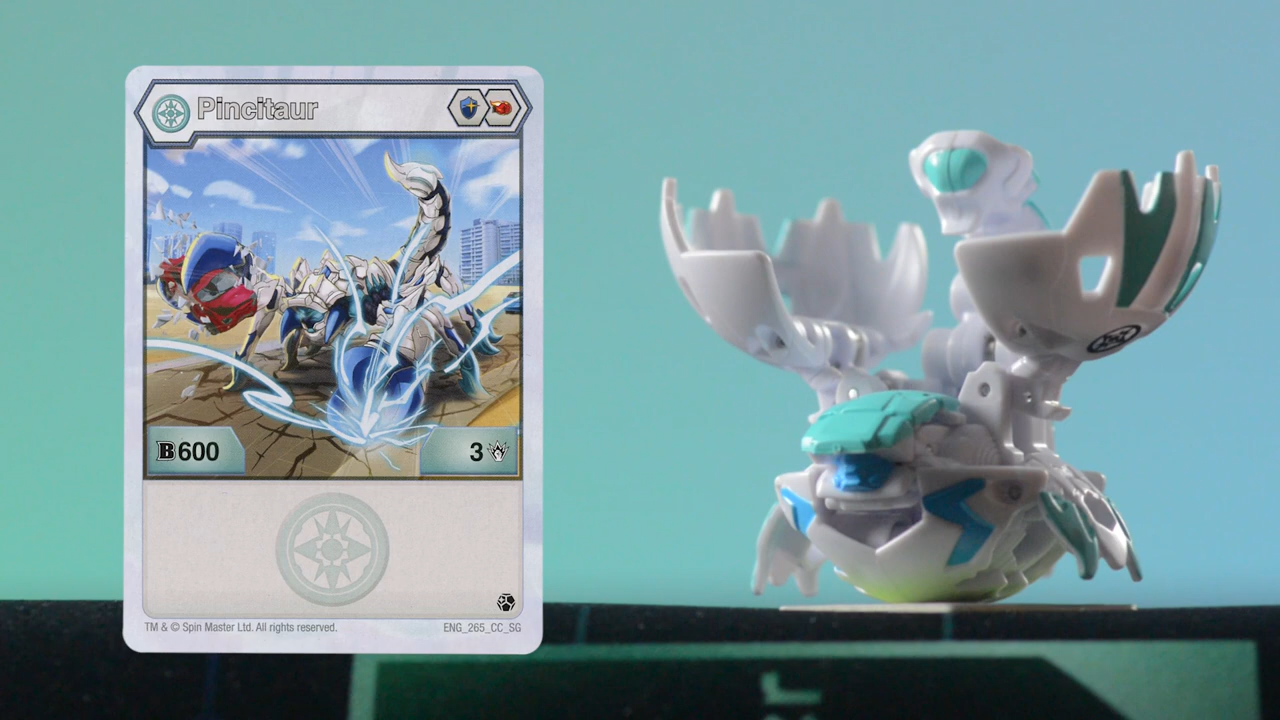 Pincitaur
B600
3
TM & © Spin Master Ltd. All rights reserved.
ENG_265_CC_SG